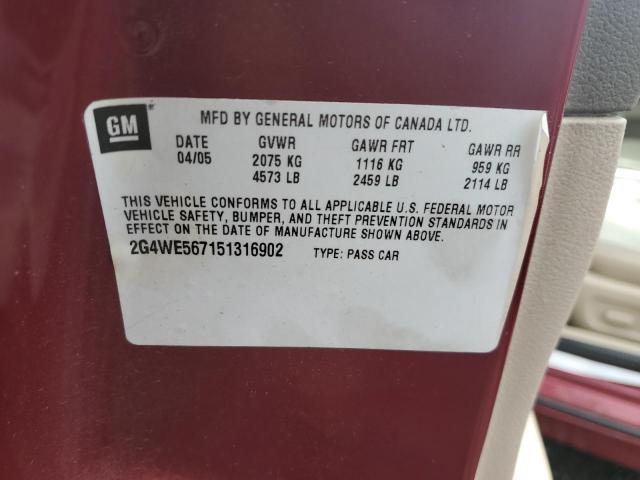 GM
MFD BY GENERAL MOTORS OF CANADA LTD.
DATE GVWR GAWR FRT GAWR RR
04/05 2075 KG 1116 KG 959 KG
4573 LB 2459 LB 2114 LB
THIS VEHICLE CONFORMS TO ALL APPLICABLE U.S. FEDERAL MOTOR
VEHICLE SAFETY, BUMPER, AND THEFT PREVENTION STANDARDS IN
EFFECT ON THE DATE OF MANUFACTURE SHOWN ABOVE.
2G4WE567151316902 TYPE: PASS CAR